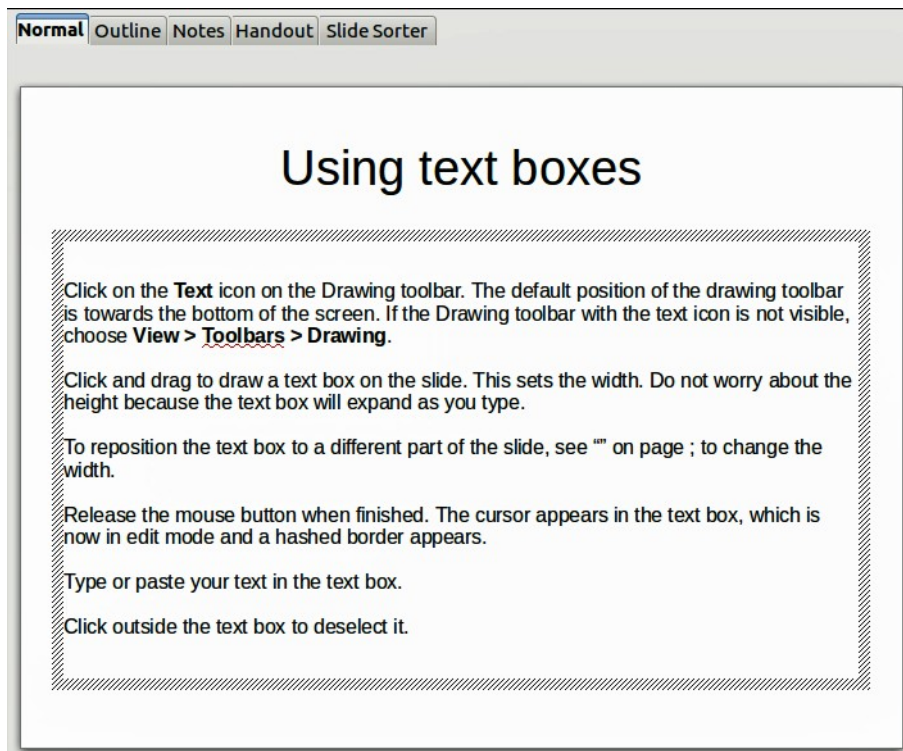 Normal Outline Notes Handout Slide Sorter
Using text boxes
Click on the Text icon on the Drawing toolbar. The default position of the drawing toolbar
is towards the bottom of the screen. If the Drawing toolbar with the text icon is not visible,
choose View > Toolbars > Drawing.
Click and drag to draw a text box on the slide. This sets the width. Do not worry about the
height because the text box will expand as you type.
To reposition the text box to a different part of the slide, see “” on page ; to change the
width.
Release the mouse button when finished. The cursor appears in the text box, which is
now in edit mode and a hashed border appears.
Type or paste your text in the text box.
Click outside the text box to deselect it.